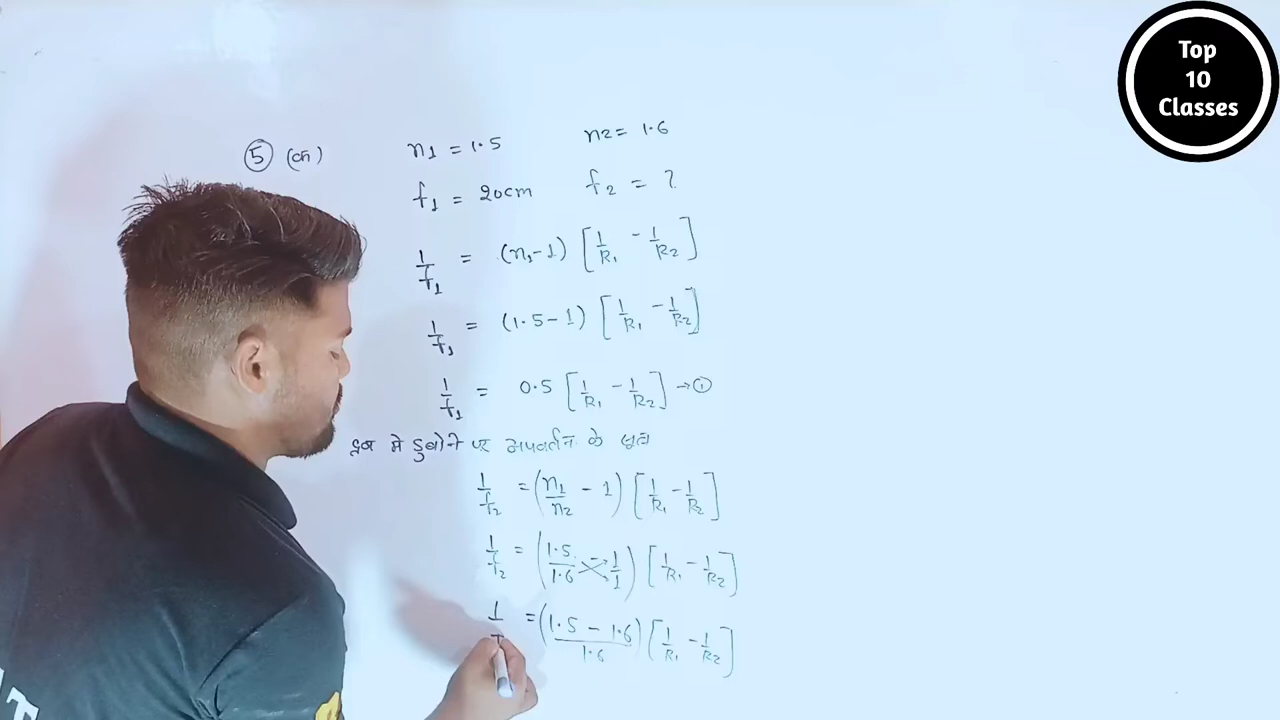 Top
10
Classes
5 (क) n1 = 1.5 n2 = 1.6
f1 = 20cm f2 = ?
1/f1 = (n1-1) [1/R1 - 1/R2]
1/f1 = (1.5-1) [1/R1 - 1/R2]
1/f1 = 0.5 [1/R1 - 1/R2] → ①
द्रव में डुबोने पर अपवर्तन के
1/f2 = (n1/n2 - 1) [1/R1 - 1/R2]
1/f2 = (1.5/1.6 - 1/1) [1/R1 - 1/R2]
1/ = (1.5 - 1.6/1.6) [1/R1 - 1/R2]